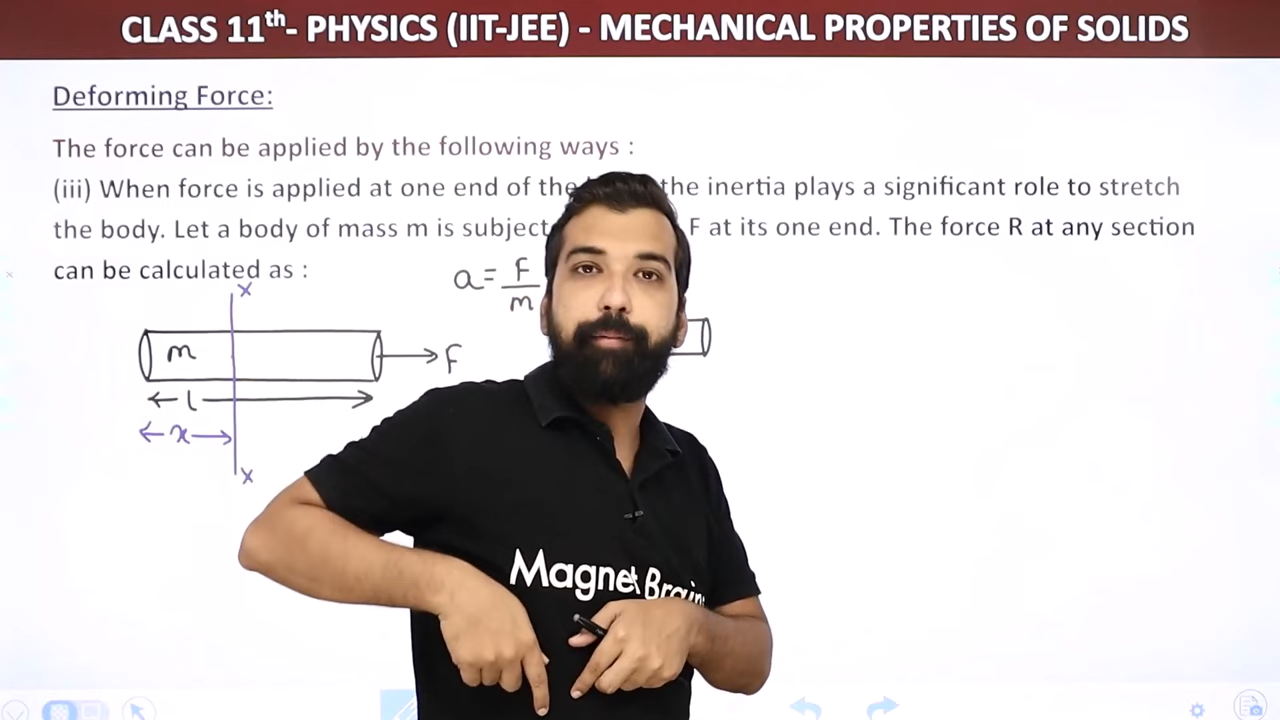 CLASS 11th- PHYSICS (IIT-JEE) - MECHANICAL PROPERTIES OF SOLIDS
Deforming Force:
The force can be applied by the following ways :
(iii) When force is applied at one end of the the inertia plays a significant role to stretch
the body. Let a body of mass m is F at its one end. The force R at any section
can be calculated as :
a = F/m
x
m
F
l
x
x
Magnet Brains